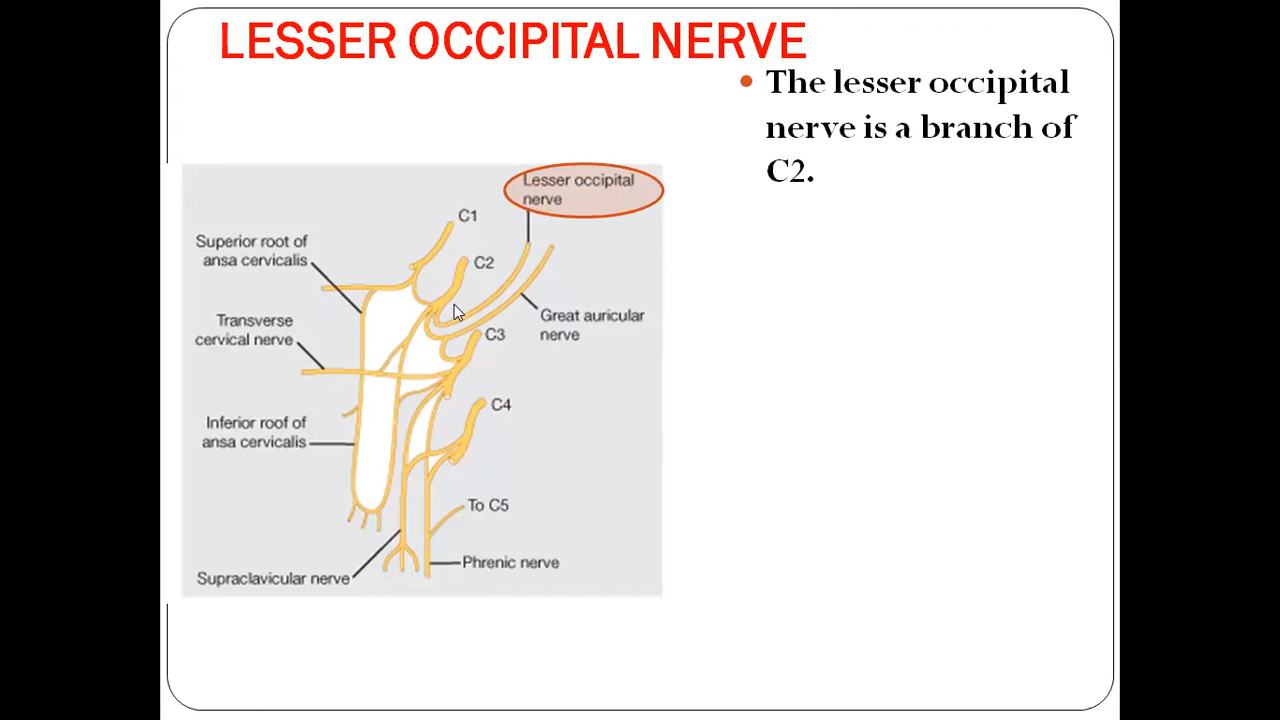 LESSER OCCIPITAL NERVE
The lesser occipital
nerve is a branch of
C2.
Lesser occipital
nerve
C1
Superior root of
ansa cervicalis
C2
Transverse
cervical nerve
Great auricular
nerve
C3
C4
Inferior roof of
ansa cervicalis
To C5
Phrenic nerve
Supraclavicular nerve